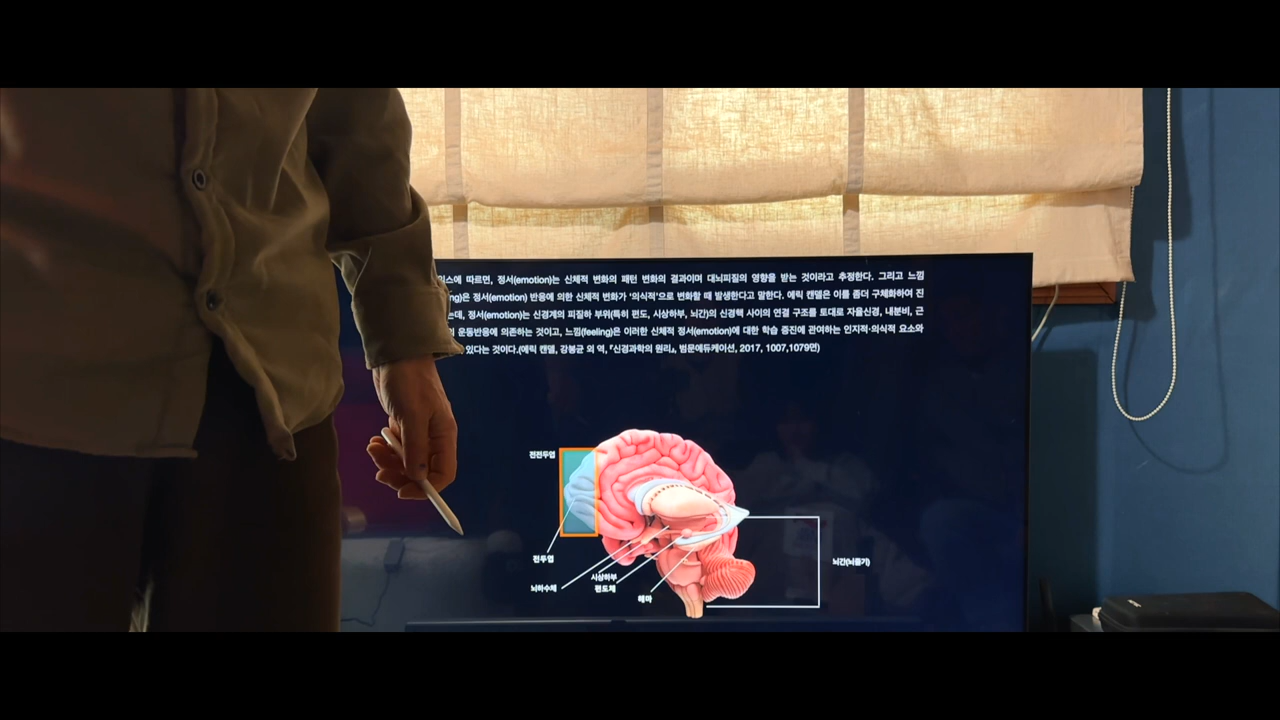 스에 따르면, 정서(emotion)는 신체적 변화의 패턴 변화의 결과이며 대뇌피질의 영향을 받는 것이라고 추정한다. 그리고 느낌
ng)은 정서(emotion) 반응에 의한 신체적 변화가 '의식적'으로 변화할 때 발생한다고 말한다. 에릭 캔델은 이를 좀더 구체화하여 진
는데, 정서(emotion)는 신경계의 피질하 부위(특히 편도, 시상하부, 뇌간)의 신경핵 사이의 연결 구조를 토대로 자율신경, 내분비, 근
운동반응에 의존하는 것이고, 느낌(feeling)은 이러한 신체적 정서(emotion)에 대한 학습 증진에 관여하는 인지적·의식적 요소와
있다는 것이다.(에릭 캔델, 강봉균 외 역, 『신경과학의 원리』, 범문에듀케이션, 2017, 1007,1079면)
전전두엽
전두엽
뇌하수체
시상하부
편도체
해마
뇌간(뇌줄기)